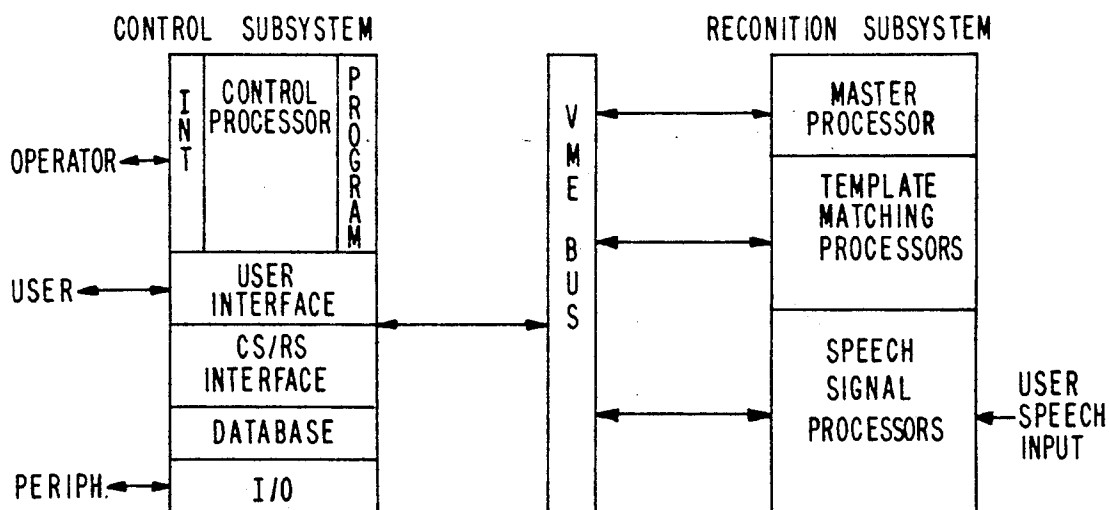 CONTROL SUBSYSTEM
RECONITION SUBSYSTEM
INT
CONTROL
PROCESSOR
PROGRAM
OPERATOR
USER
INTERFACE
USER
CS/RS
INTERFACE
DATABASE
I/O
PERIPH.
VME BUS
MASTER
PROCESSOR
TEMPLATE
MATCHING
PROCESSORS
SPEECH
SIGNAL
PROCESSORS
USER
SPEECH
INPUT